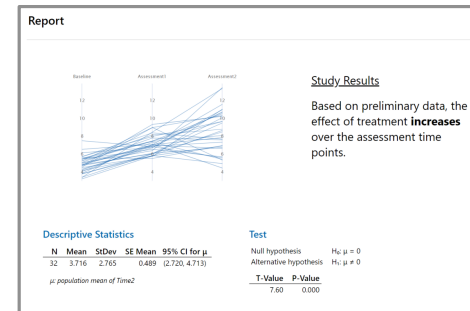 Report
Baseline Assessment1 Assessment2
12 12 12
10 10 10
8 8 8
6 6 6
4 4 4
Study Results
Based on preliminary data, the
effect of treatment increases
over the assessment time
points.
Descriptive Statistics
N Mean StDev SE Mean 95% CI for μ
32 3.716 2.765 0.489 (2.720, 4.713)
μ: population mean of Time2
Test
Null hypothesis H₀: μ = 0
Alternative hypothesis H₁: μ ≠ 0
T-Value P-Value
7.60 0.000